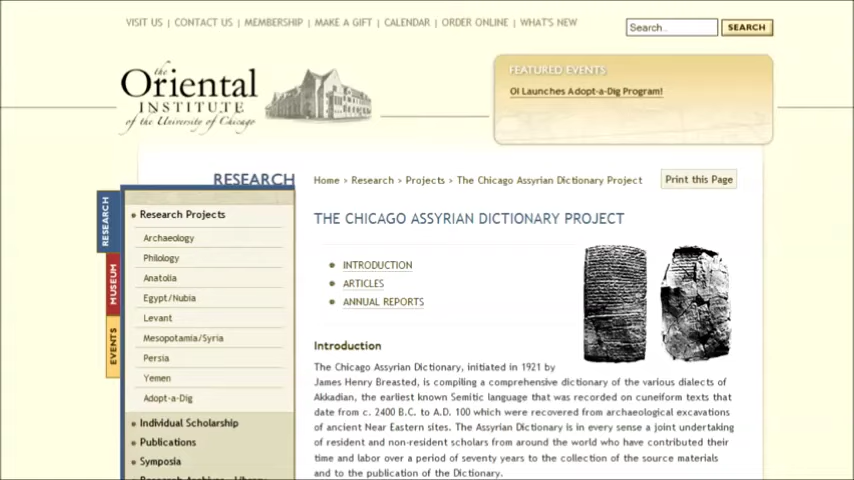 VISIT US | CONTACT US | MEMBERSHIP | MAKE A GIFT | CALENDAR | ORDER ONLINE | WHAT'S NEW
Search..
SEARCH
the
Oriental
INSTITUTE
of the University of Chicago
FEATURED EVENTS
OI Launches Adopt-a-Dig Program!
RESEARCH
Home > Research > Projects > The Chicago Assyrian Dictionary Project
Print this Page
RESEARCH
MUSEUM
EVENTS
Research Projects
Archaeology
Philology
Anatolia
Egypt/Nubia
Levant
Mesopotamia/Syria
Persia
Yemen
Adopt-a-Dig
Individual Scholarship
Publications
Symposia
Research Archives - Library
THE CHICAGO ASSYRIAN DICTIONARY PROJECT
INTRODUCTION
ARTICLES
ANNUAL REPORTS
Introduction
The Chicago Assyrian Dictionary, initiated in 1921 by
James Henry Breasted, is compiling a comprehensive dictionary of the various dialects of
Akkadian, the earliest known Semitic language that was recorded on cuneiform texts that
date from c. 2400 B.C. to A.D. 100 which were recovered from archaeological excavations
of ancient Near Eastern sites. The Assyrian Dictionary is in every sense a joint undertaking
of resident and non-resident scholars from around the world who have contributed their
time and labor over a period of seventy years to the collection of the source materials
and to the publication of the Dictionary.